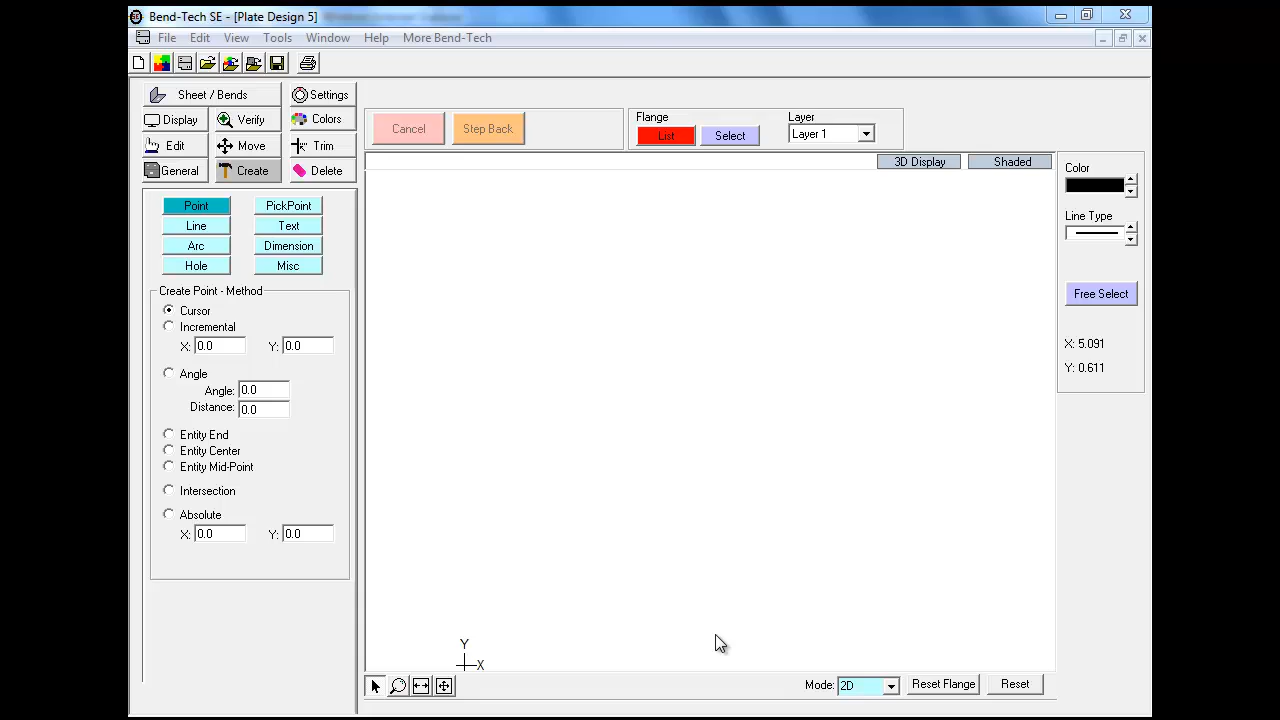 Bend-Tech SE - [Plate Design 5]
File Edit View Tools Window Help More Bend-Tech
Sheet / Bends Settings
Display Verify Colors
Edit Move Trim
General Create Delete
Cancel Step Back
Flange
List Select
Layer
Layer 1
3D Display Shaded
Point PickPoint
Line Text
Arc Dimension
Hole Misc
Create Point - Method
Cursor
Incremental
X: 0.0 Y: 0.0
Angle
Angle: 0.0
Distance: 0.0
Entity End
Entity Center
Entity Mid-Point
Intersection
Absolute
X: 0.0 Y: 0.0
Color
Line Type
Free Select
X: 5.091
Y: 0.611
Y
X
Mode: 2D Reset Flange Reset